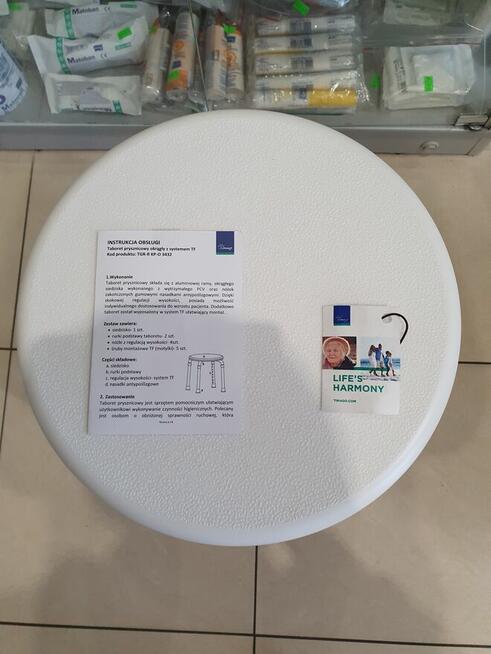 Matoban
Matoban
INSTRUKCJA OBSŁUGI
Taboret prysznicowy okrągły z systemem TF
Kod produktu: TGR-R KP-O 3432
1.Wykonanie
Taboret prysznicowy składa się z aluminiowej ramy, okrągłego
siedziska wykonanego z wytrzymałego PCV oraz nóżek
zakończonych gumowymi nasadkami antypoślizgowymi. Dzięki
skokowej regulacji wysokości, posiada możliwość
indywidualnego dostosowania do wzrostu pacjenta. Dodatkowo
taboret został wyposażony w system TF ułatwiający montaż.
Zestaw zawiera:
siedzisko- 1 szt.
rurki podstawy taboretu- 2 szt.
nóżki z regulacją wysokości- 4szt.
śruby montażowe TF (motylki)- 5 szt.
Części składowe:
A. siedzisko
b. rurki podstawy
c. regulacja wysokości- system TF
d. nasadki antypoślizgowe
2. Zastosowanie
Taboret prysznicowy jest sprzętem pomocniczym ułatwiającym
użytkownikowi wykonywanie czynności higienicznych. Polecany
jest osobom o obniżonej sprawności ruchowej, która
LIFE'S
HARMONY
TIMAGO.COM